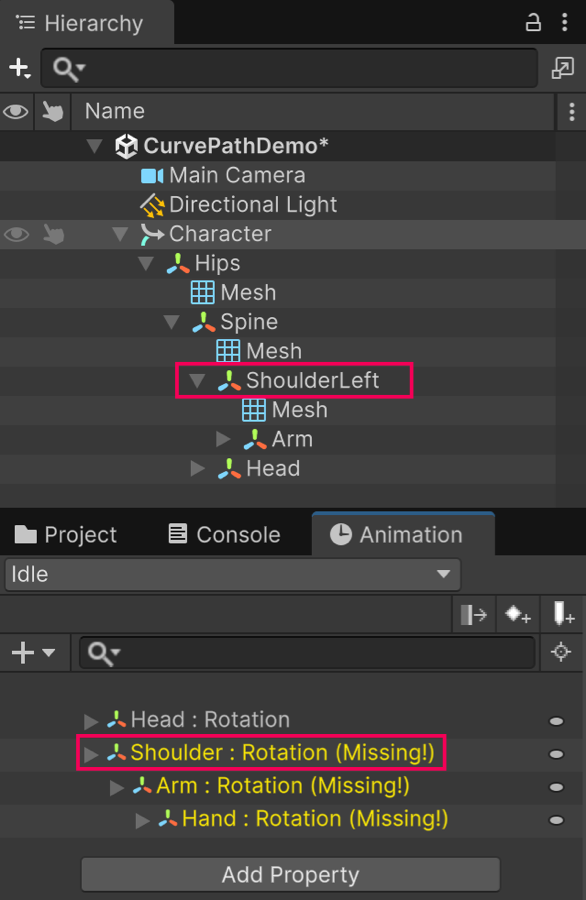 Hierarchy
Name
CurvePathDemo*
Main Camera
Directional Light
Character
Hips
Mesh
Spine
Mesh
ShoulderLeft
Mesh
Arm
Head
Project Console Animation
Idle
Head : Rotation
Shoulder : Rotation (Missing!)
Arm : Rotation (Missing!)
Hand : Rotation (Missing!)
Add Property